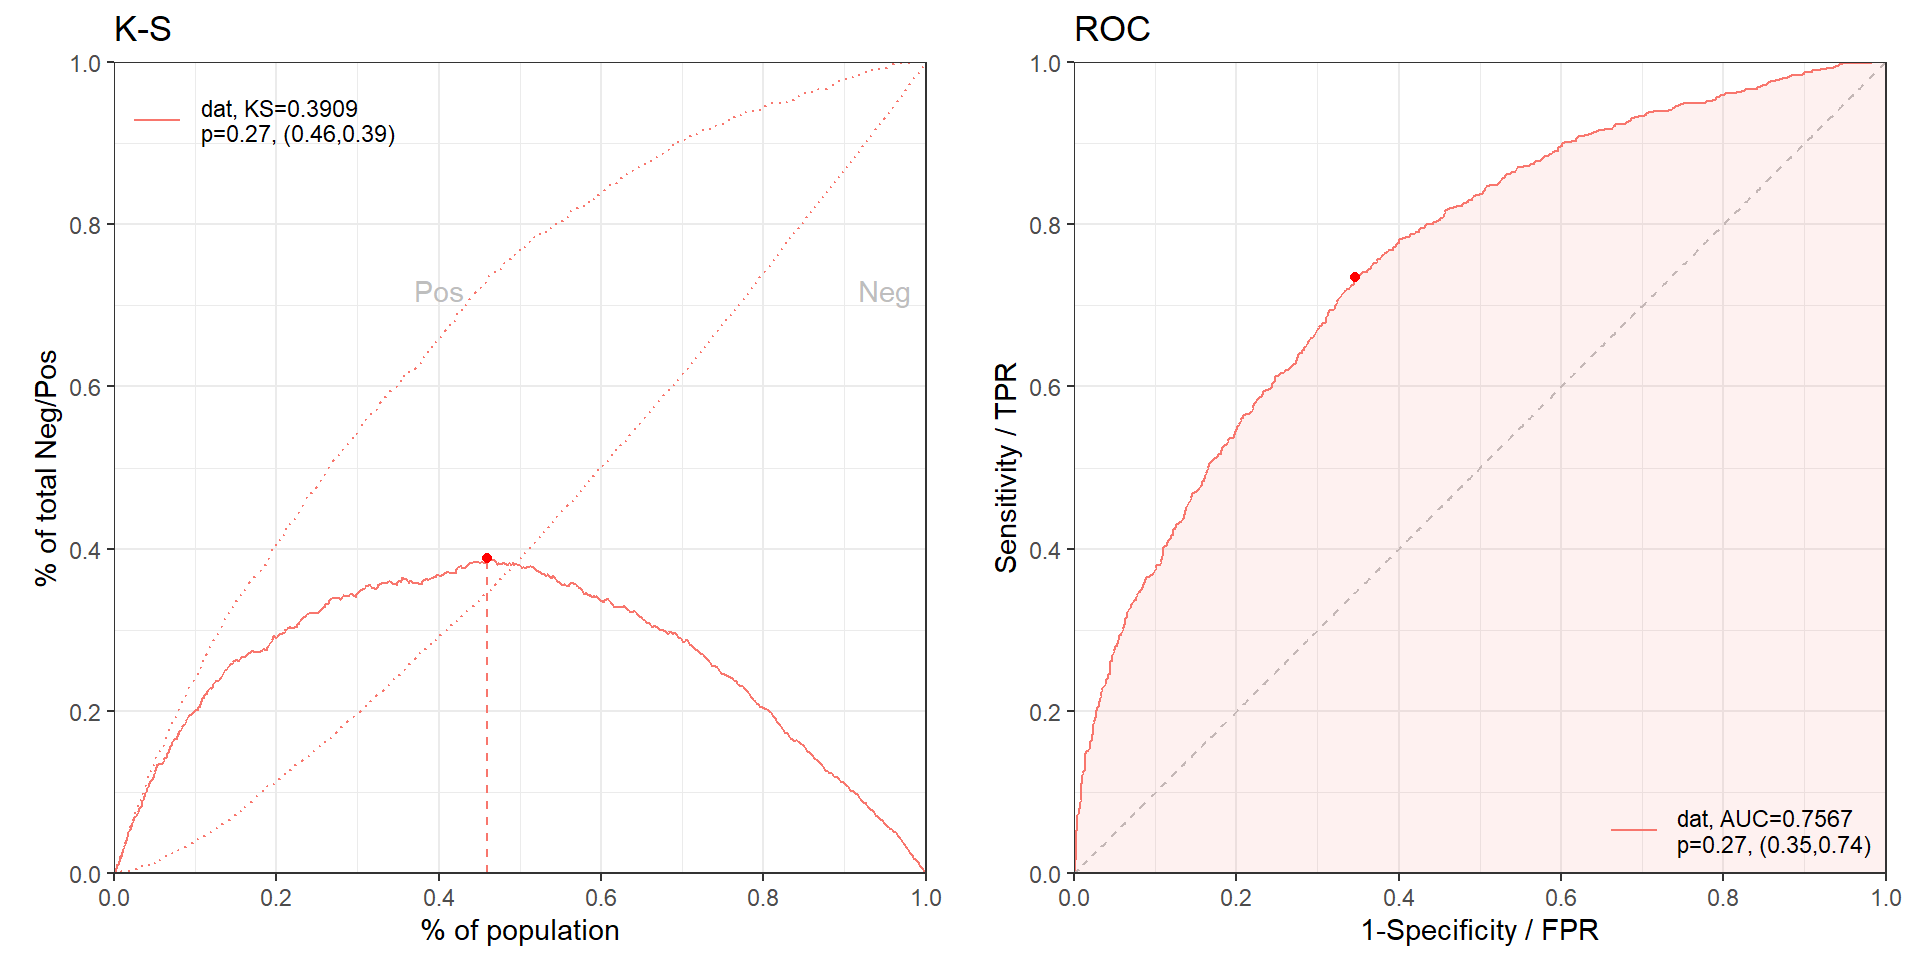 K-S
dat, KS=0.3909
p=0.27, (0.46,0.39)
Pos
Neg
% of total Neg/Pos
1.0
0.8
0.6
0.4
0.2
0.0
0.0 0.2 0.4 0.6 0.8 1.0
% of population
ROC
Sensitivity / TPR
1.0
0.8
0.6
0.4
0.2
0.0
dat, AUC=0.7567
p=0.27, (0.35,0.74)
0.0 0.2 0.4 0.6 0.8 1.0
1-Specificity / FPR